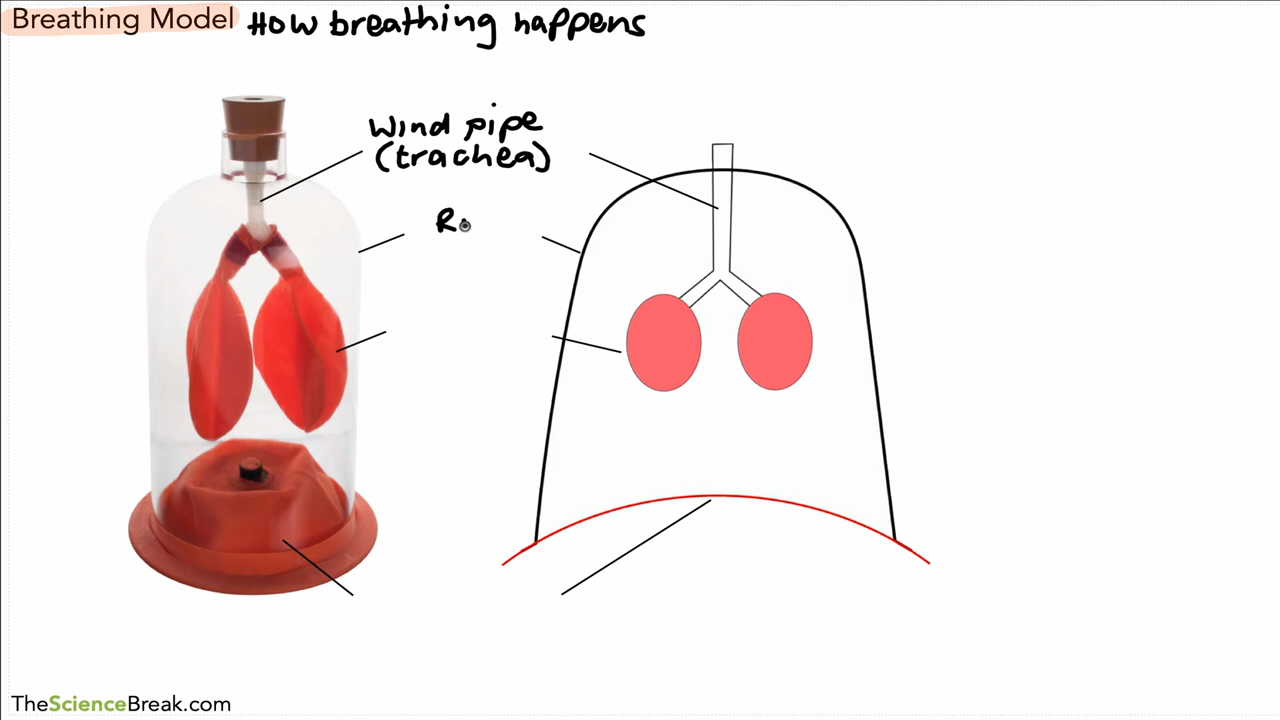 Breathing Model How breathing happens
Wind pipe
(trachea)
R
TheScienceBreak.com